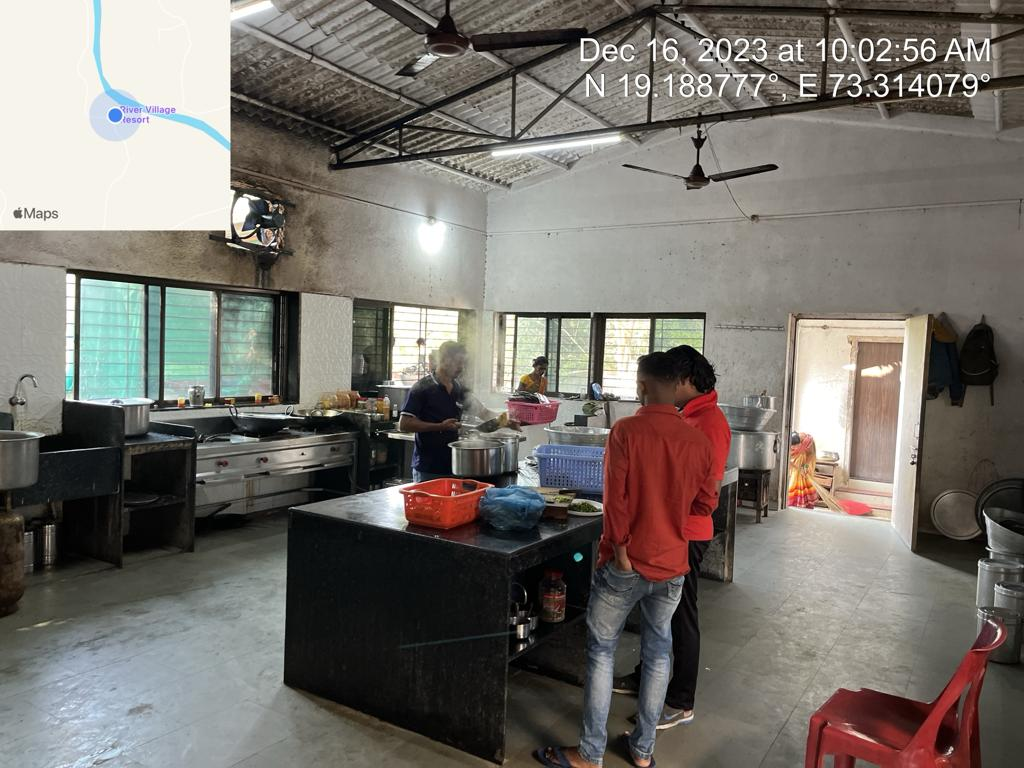 Dec 16, 2023 at 10:02:56 AM
N 19.188777°, E 73.314079°
River Village
Resort
Maps